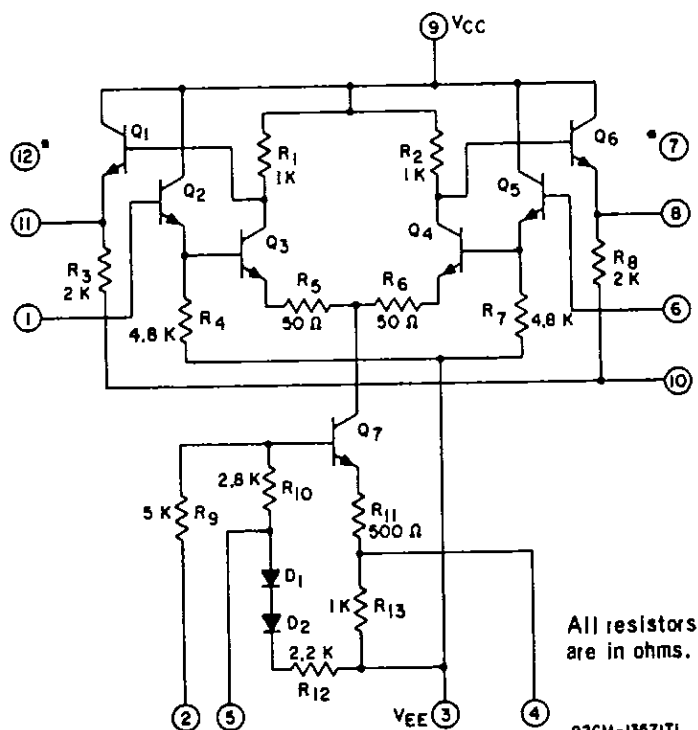 9 VCC
12*
Q1
R1
1K
R2
1K
Q6
*7
11
Q2
Q5
8
Q3
Q4
R3
2 K
R5
50 Ω
R6
50 Ω
R8
2 K
1
4.8 K
R4
R7
4.8 K
6
10
Q7
2.8 K
R10
5 K
R9
R11
500 Ω
D1
1K
R13
D2
2.2 K
R12
All resistors
are in ohms.
2
5
VEE 3
4
92CM-13571T1